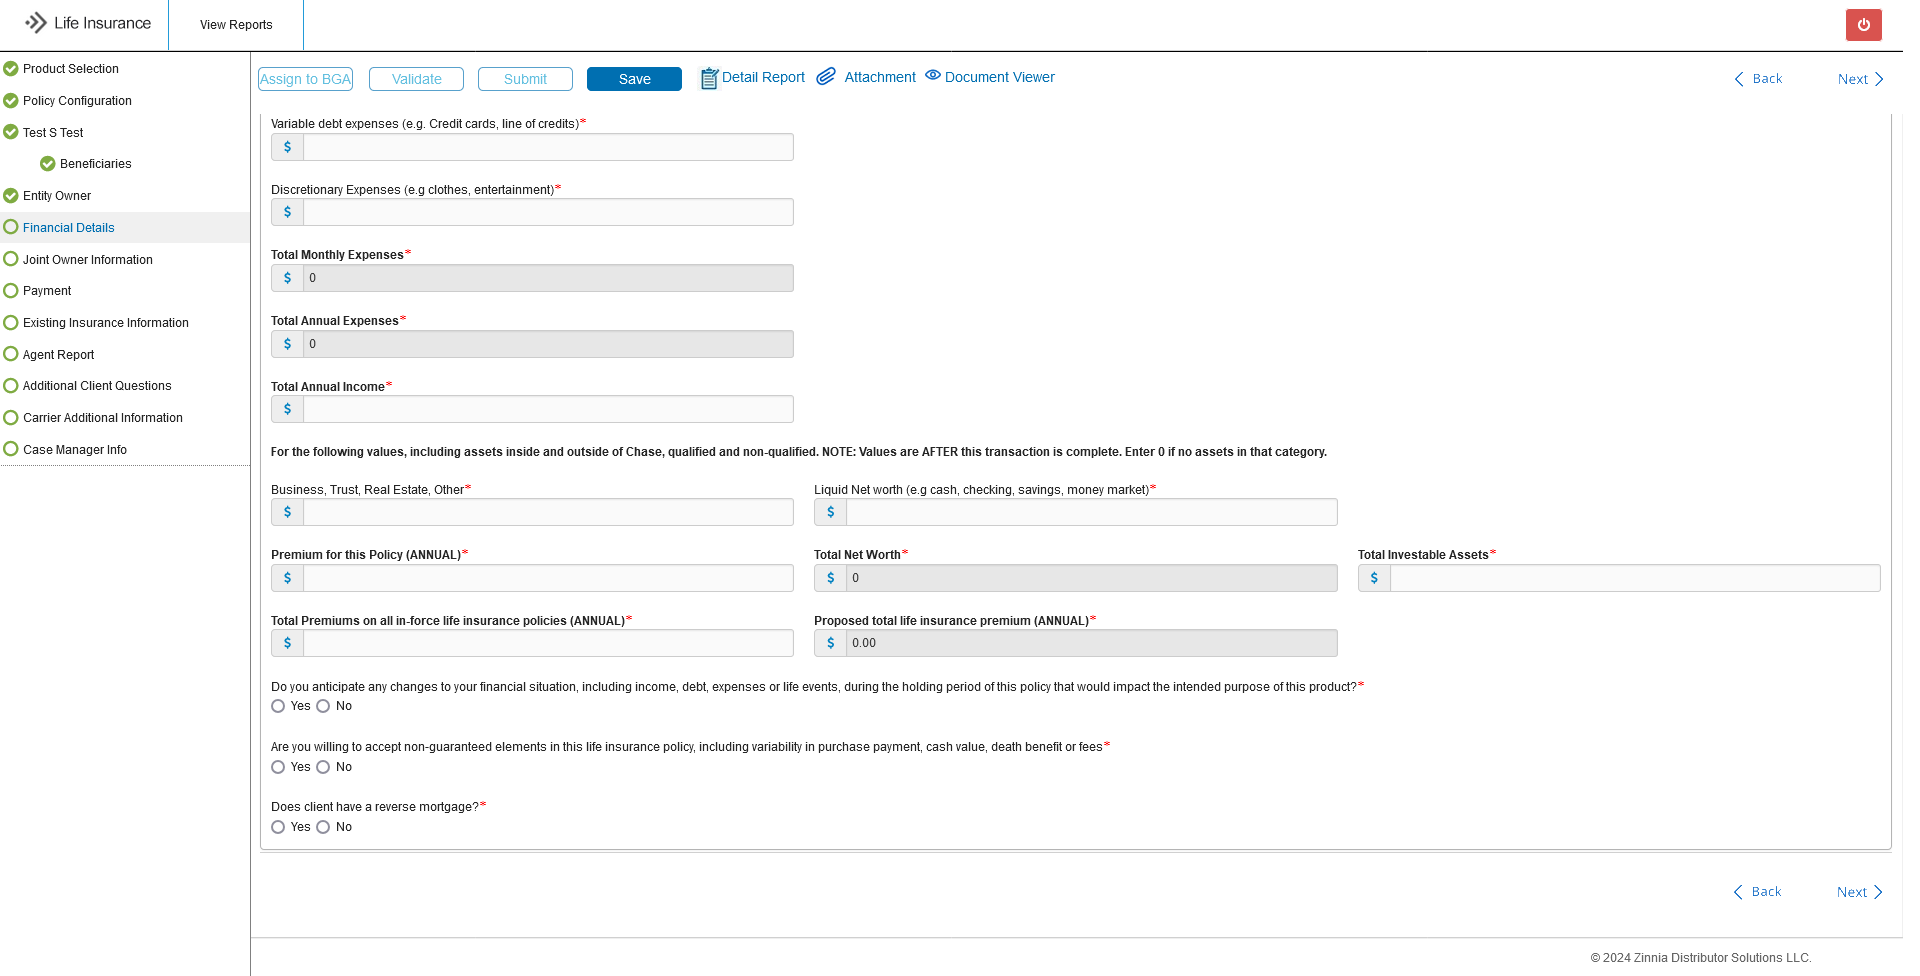 Life Insurance
View Reports
Product Selection
Policy Configuration
Test S Test
Beneficiaries
Entity Owner
Financial Details
Joint Owner Information
Payment
Existing Insurance Information
Agent Report
Additional Client Questions
Carrier Additional Information
Case Manager Info
Assign to BGA Validate Submit Save Detail Report Attachment Document Viewer Back Next
Variable debt expenses (e.g. Credit cards, line of credits)*
$
Discretionary Expenses (e.g clothes, entertainment)*
$
Total Monthly Expenses*
$ 0
Total Annual Expenses*
$ 0
Total Annual Income*
$
For the following values, including assets inside and outside of Chase, qualified and non-qualified. NOTE: Values are AFTER this transaction is complete. Enter 0 if no assets in that category.
Business, Trust, Real Estate, Other* Liquid Net worth (e.g cash, checking, savings, money market)*
$ $
Premium for this Policy (ANNUAL)* Total Net Worth* Total Investable Assets*
$ $ 0 $
Total Premiums on all in-force life insurance policies (ANNUAL)* Proposed total life insurance premium (ANNUAL)*
$ $ 0.00
Do you anticipate any changes to your financial situation, including income, debt, expenses or life events, during the holding period of this policy that would impact the intended purpose of this product?*
Yes No
Are you willing to accept non-guaranteed elements in this life insurance policy, including variability in purchase payment, cash value, death benefit or fees*
Yes No
Does client have a reverse mortgage?*
Yes No
Back Next
© 2024 Zinnia Distributor Solutions LLC.